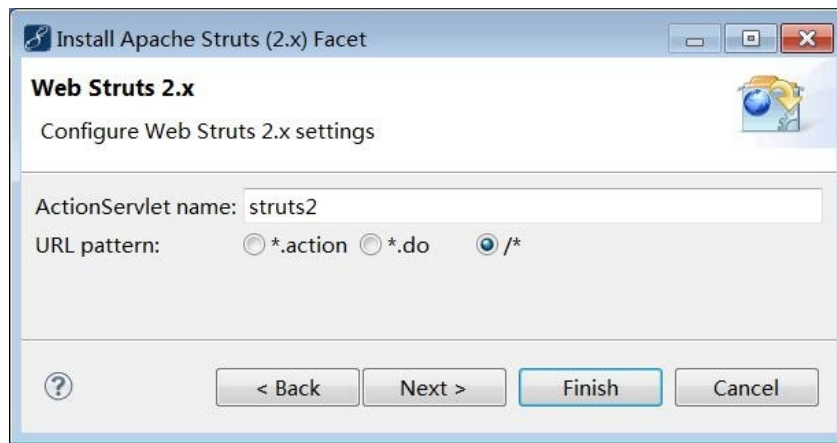 Install Apache Struts (2.x) Facet
Web Struts 2.x
Configure Web Struts 2.x settings
ActionServlet name: struts2
URL pattern: *.action *.do /*
? < Back Next > Finish Cancel